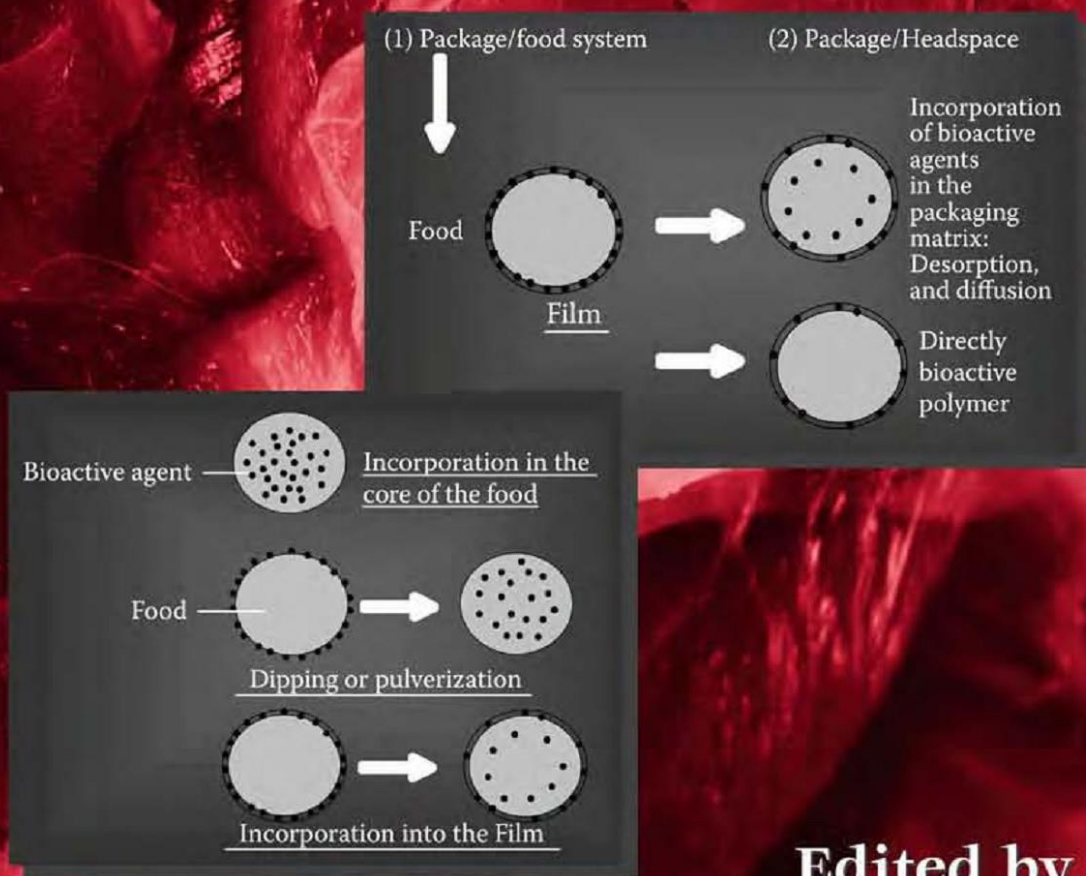 (1) Package/food system
(2) Package/Headspace
Food
Film
Incorporation
of bioactive
agents
in the
packaging
matrix:
Desorption,
and diffusion
Directly
bioactive
polymer
Bioactive agent
Incorporation in the
core of the food
Food
Dipping or pulverization
Incorporation into the Film
Edited by